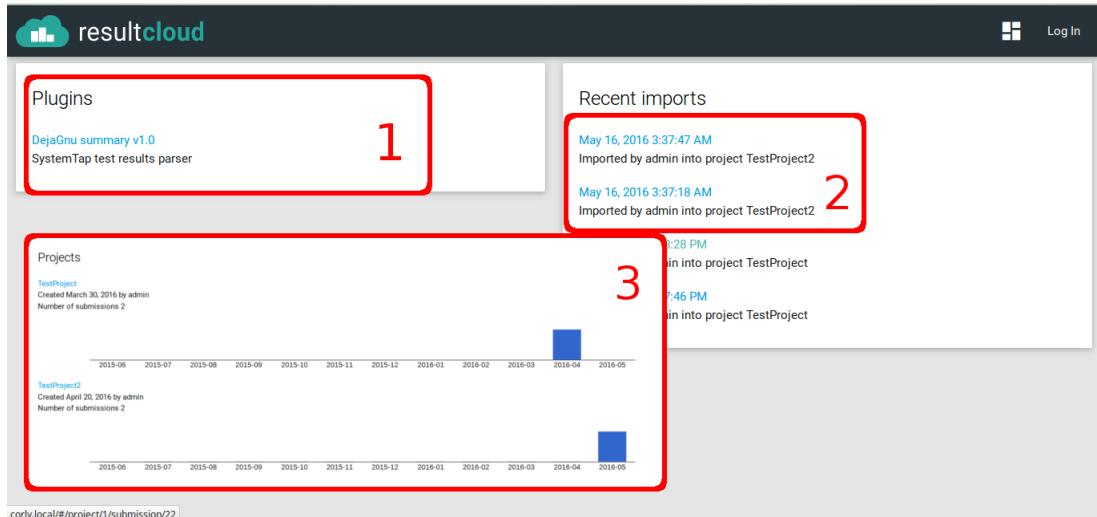 resultcloud
Log In
Plugins
DejaGnu summary v1.0
SystemTap test results parser
1
Recent imports
May 16, 2016 3:37:47 AM
Imported by admin into project TestProject2
May 16, 2016 3:37:18 AM
Imported by admin into project TestProject2
2
:28 PM
in into project TestProject
7:46 PM
in into project TestProject
Projects
3
TestProject
Created March 30, 2016 by admin
Number of submissions 2
2015-06 2015-07 2015-08 2015-09 2015-10 2015-11 2015-12 2016-01 2016-02 2016-03 2016-04 2016-05
TestProject2
Created April 20, 2016 by admin
Number of submissions 2
2015-06 2015-07 2015-08 2015-09 2015-10 2015-11 2015-12 2016-01 2016-02 2016-03 2016-04 2016-05
corly.local/#/project/1/submission/22